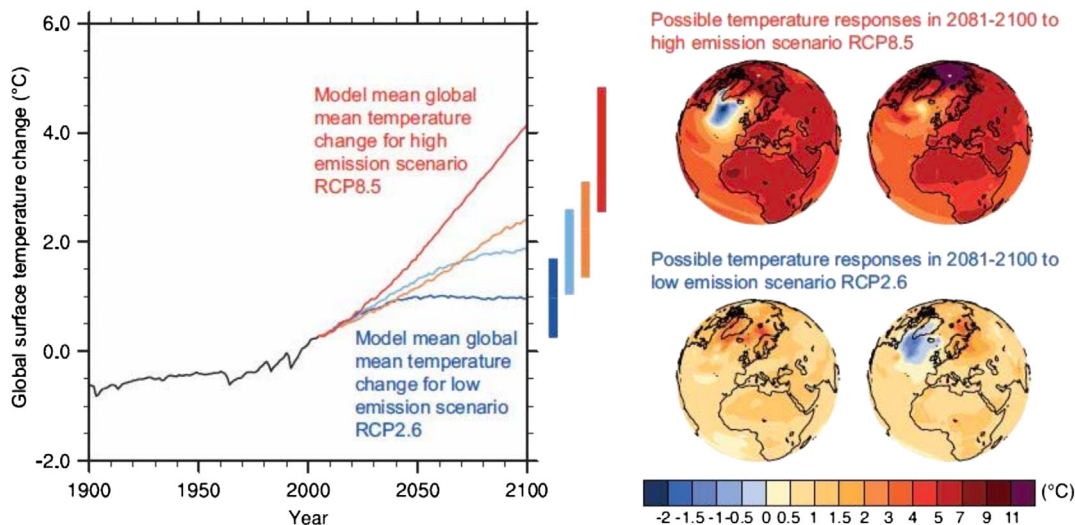 Global surface temperature change (°C)
6.0
4.0
2.0
0.0
-2.0
1900
1950
2000
2050
2100
Year
Model mean global
mean temperature
change for high
emission scenario
RCP8.5
Model mean global
mean temperature
change for low
emission scenario
RCP2.6
Possible temperature responses in 2081-2100 to
high emission scenario RCP8.5
Possible temperature responses in 2081-2100 to
low emission scenario RCP2.6
-2 -1.5 -1 -0.5 0 0.5 1 1.5 2 3 4 5 7 9 11 (°C)